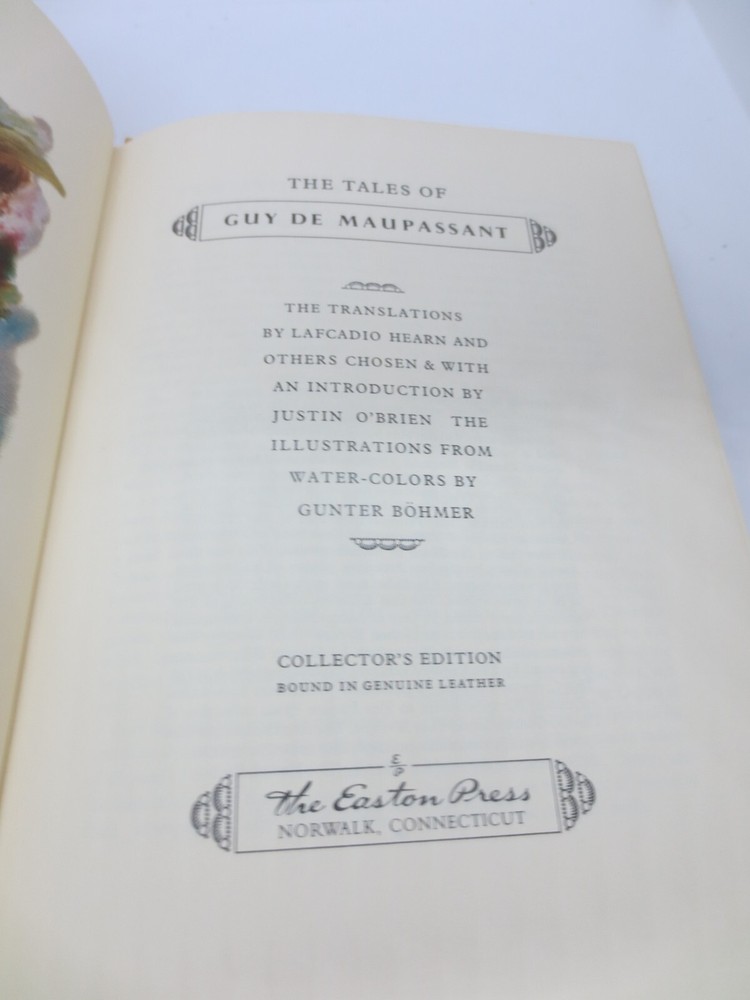 THE TALES OF
GUY DE MAUPASSANT
THE TRANSLATIONS
BY LAFCADIO HEARN AND
OTHERS CHOSEN & WITH
AN INTRODUCTION BY
JUSTIN O'BRIEN THE
ILLUSTRATIONS FROM
WATER-COLORS BY
GUNTER BÖHMER
COLLECTOR'S EDITION
BOUND IN GENUINE LEATHER
E
P
the Easton Press
NORWALK, CONNECTICUT